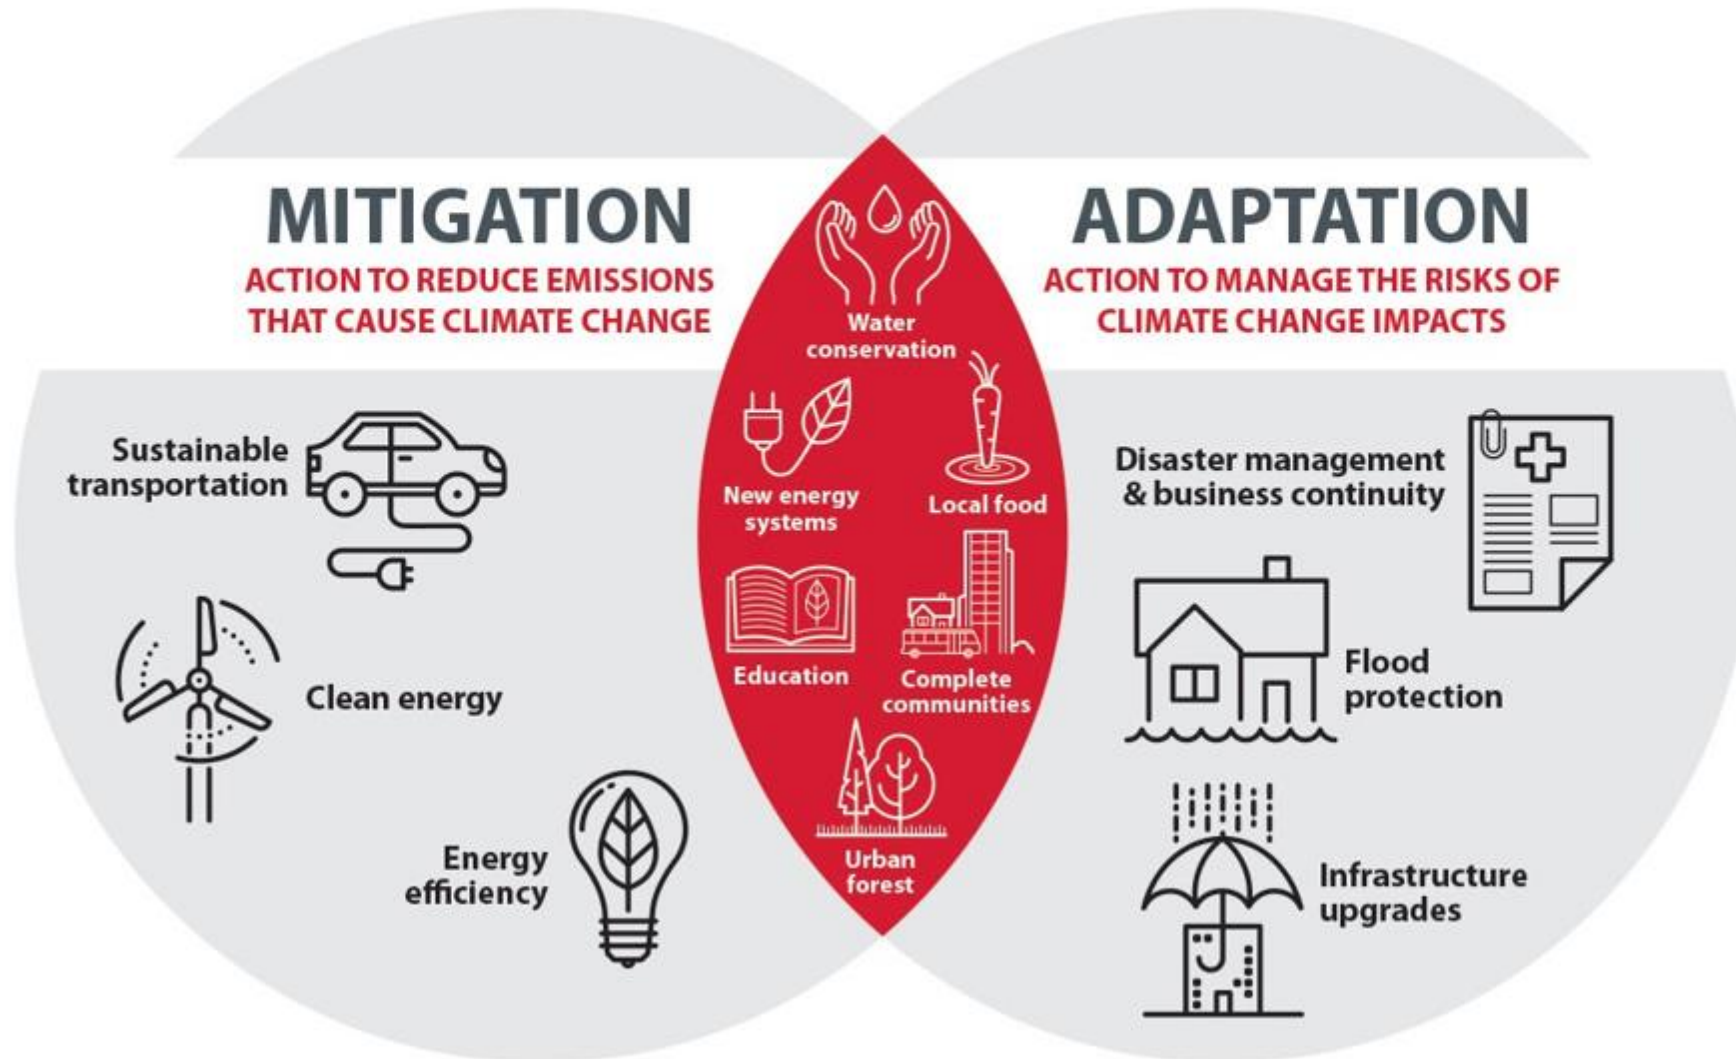 MITIGATION
ACTION TO REDUCE EMISSIONS
THAT CAUSE CLIMATE CHANGE
Sustainable
transportation
Clean energy
Energy
efficiency
Water
conservation
New energy
systems
Local food
Education
Complete
communities
Urban
forest
ADAPTATION
ACTION TO MANAGE THE RISKS OF
CLIMATE CHANGE IMPACTS
Disaster management
& business continuity
Flood
protection
Infrastructure
upgrades